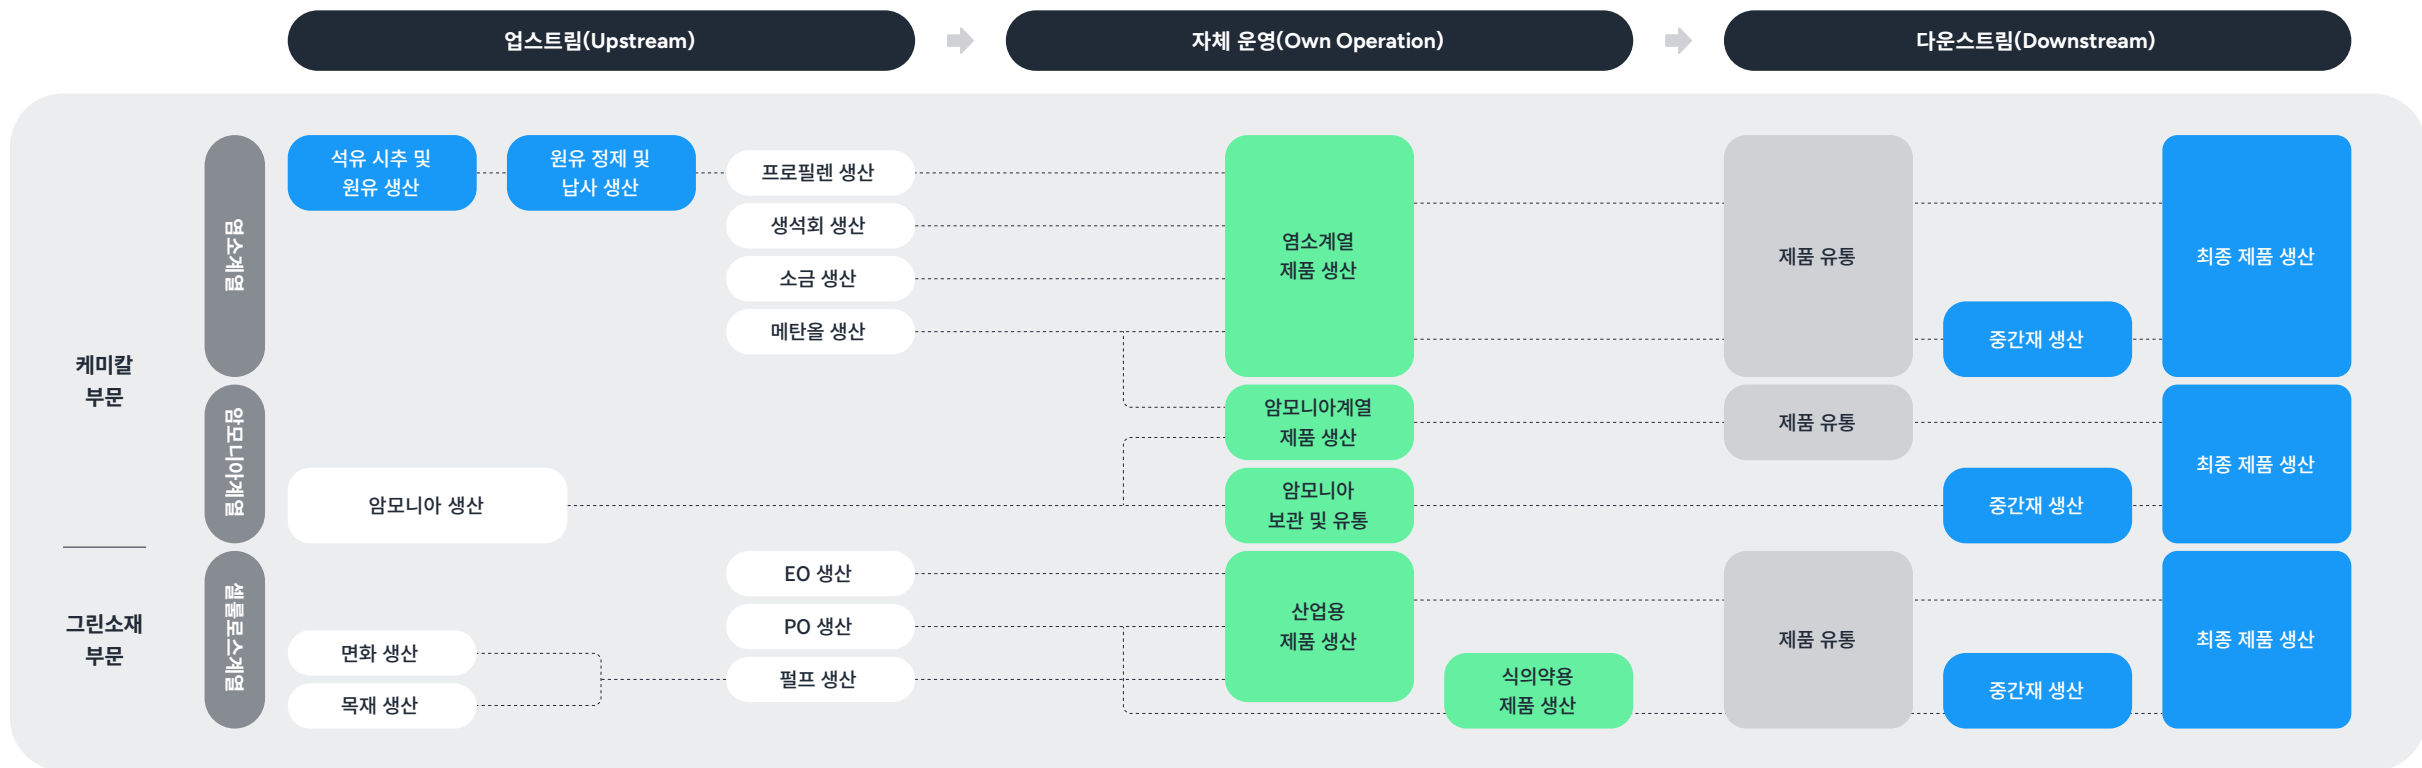 업스트림(Upstream)
자체 운영(Own Operation)
다운스트림(Downstream)
케미칼
부문
염소계열
석유 시추 및
원유 생산
원유 정제 및
납사 생산
프로필렌 생산
생석회 생산
소금 생산
메탄올 생산
염소계열
제품 생산
제품 유통
중간재 생산
최종 제품 생산
암모니아계열
암모니아 생산
암모니아계열
제품 생산
암모니아
보관 및 유통
제품 유통
중간재 생산
최종 제품 생산
그린소재
부문
셀룰로스계열
면화 생산
목재 생산
EO 생산
PO 생산
펄프 생산
산업용
제품 생산
식의약용
제품 생산
제품 유통
중간재 생산
최종 제품 생산